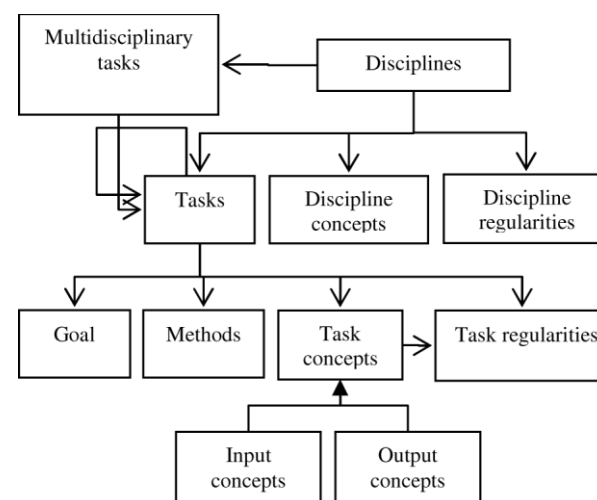 Multidisciplinary
tasks
Disciplines
Tasks
Discipline
concepts
Discipline
regularities
Goal
Methods
Task
concepts
Task regularities
Input
concepts
Output
concepts